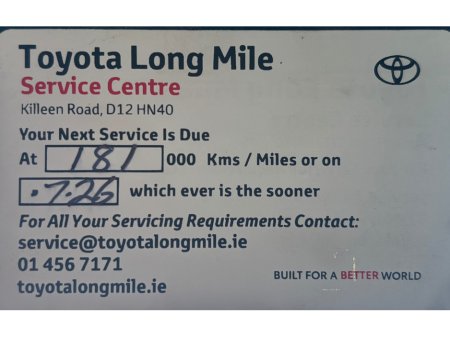 Toyota Long Mile
Service Centre
Killeen Road, D12 HN40
Your Next Service Is Due
At 181 000 Kms / Miles or on
.7.26 which ever is the sooner
For All Your Servicing Requirements Contact:
service@toyotalongmile.ie
01 456 7171
toyotalongmile.ie
BUILT FOR A BETTER WORLD